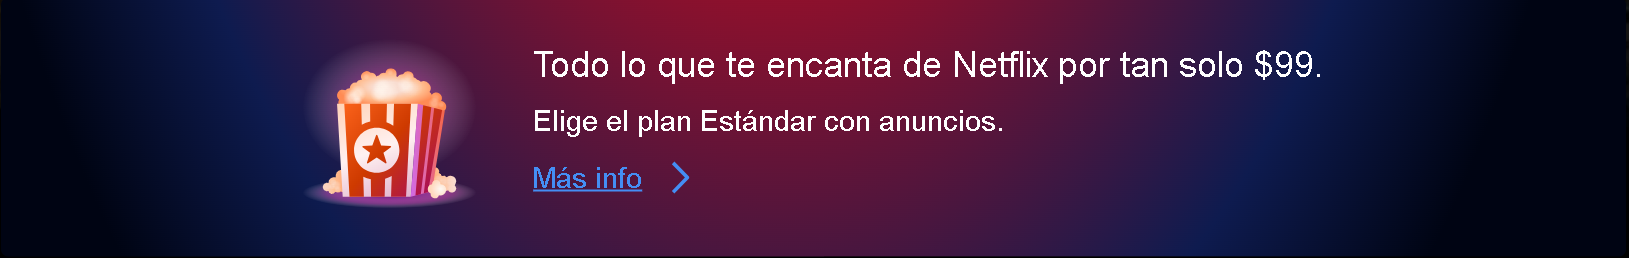 Todo lo que te encanta de Netflix por tan solo $99.
Elige el plan Estándar con anuncios.
Más info